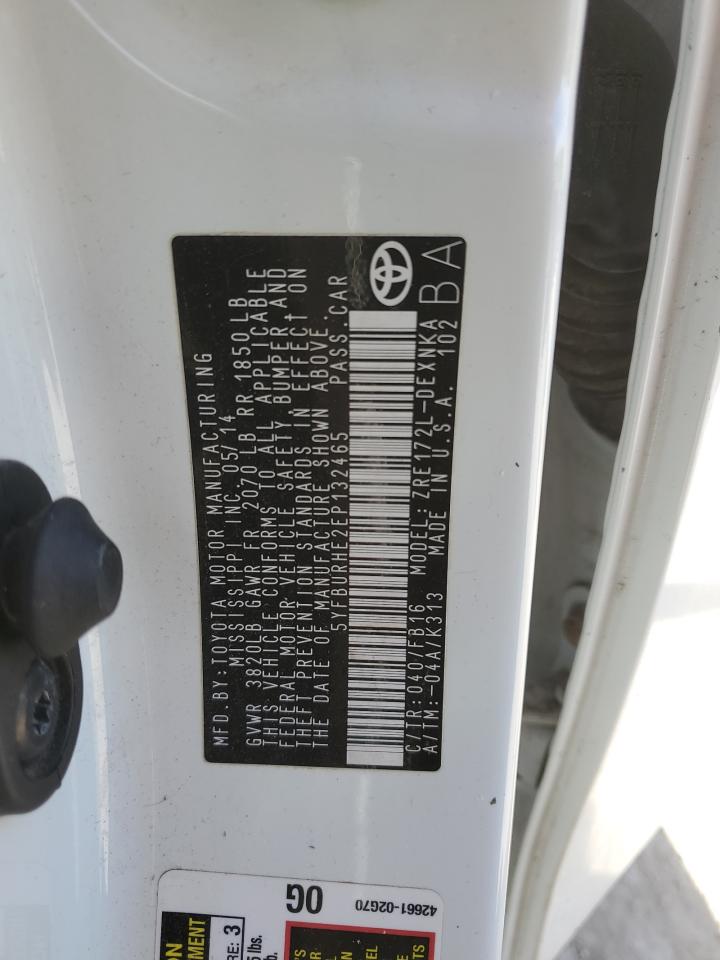 MFD.BY:TOYOTA MOTOR MANUFACTURING
MISSISSIPPI INC. 05/14
GVWR 3820LB GAWR FR 2070 LB RR 1850 LB
THIS VEHICLE CONFORMS TO ALL APPLICABLE
FEDERAL MOTOR VEHICLE SAFETY, BUMPER AND
THEFT PREVENTION STANDARDS IN EFFECT ON
THE DATE OF MANUFACTURE SHOWN ABOVE.
5YFBURHE2EP132465 PASS.CAR
C/TR:040/FB16 MODEL:ZRE172L-DEXNKA
A/TM:-04A/K313 MADE IN U.S.A. 102
BA
0G
42661-02G70